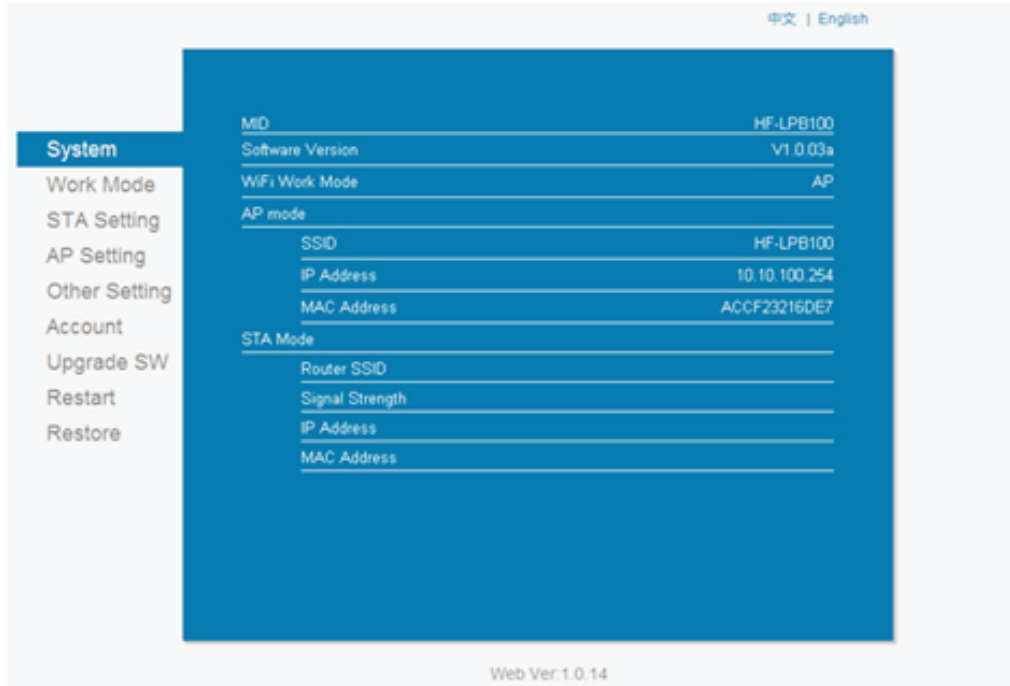 中文 | English
System
Work Mode
STA Setting
AP Setting
Other Setting
Account
Upgrade SW
Restart
Restore
MID HF-LPB100
Software Version V1.0.03a
WiFi Work Mode AP
AP mode
SSID HF-LPB100
IP Address 10.10.100.254
MAC Address ACCF23216DE7
STA Mode
Router SSID
Signal Strength
IP Address
MAC Address
Web Ver:1.0.14